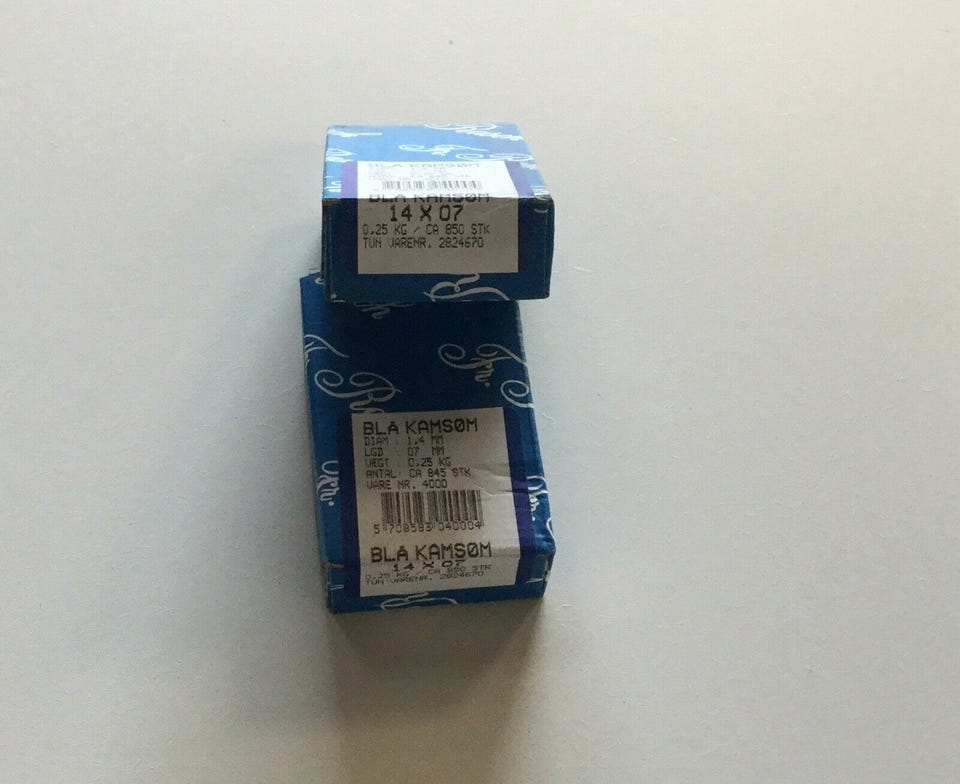 BLÅ KAMSØM
BLÅ KAMSØM
14 X 07
0,25 KG / CA 850 STK
TUN VARENR. 2824670
BLÅ KAMSØM
DIAM : 1,4 MM
LGD : 07 MM
VÆGT : 0,25 KG
ANTAL: CA 845 STK
VARE NR. 4000
5 708583 040004
BLÅ KAMSØM
14 X 07
0,25 KG / CA 850 STK
TUN VARENR. 2824670